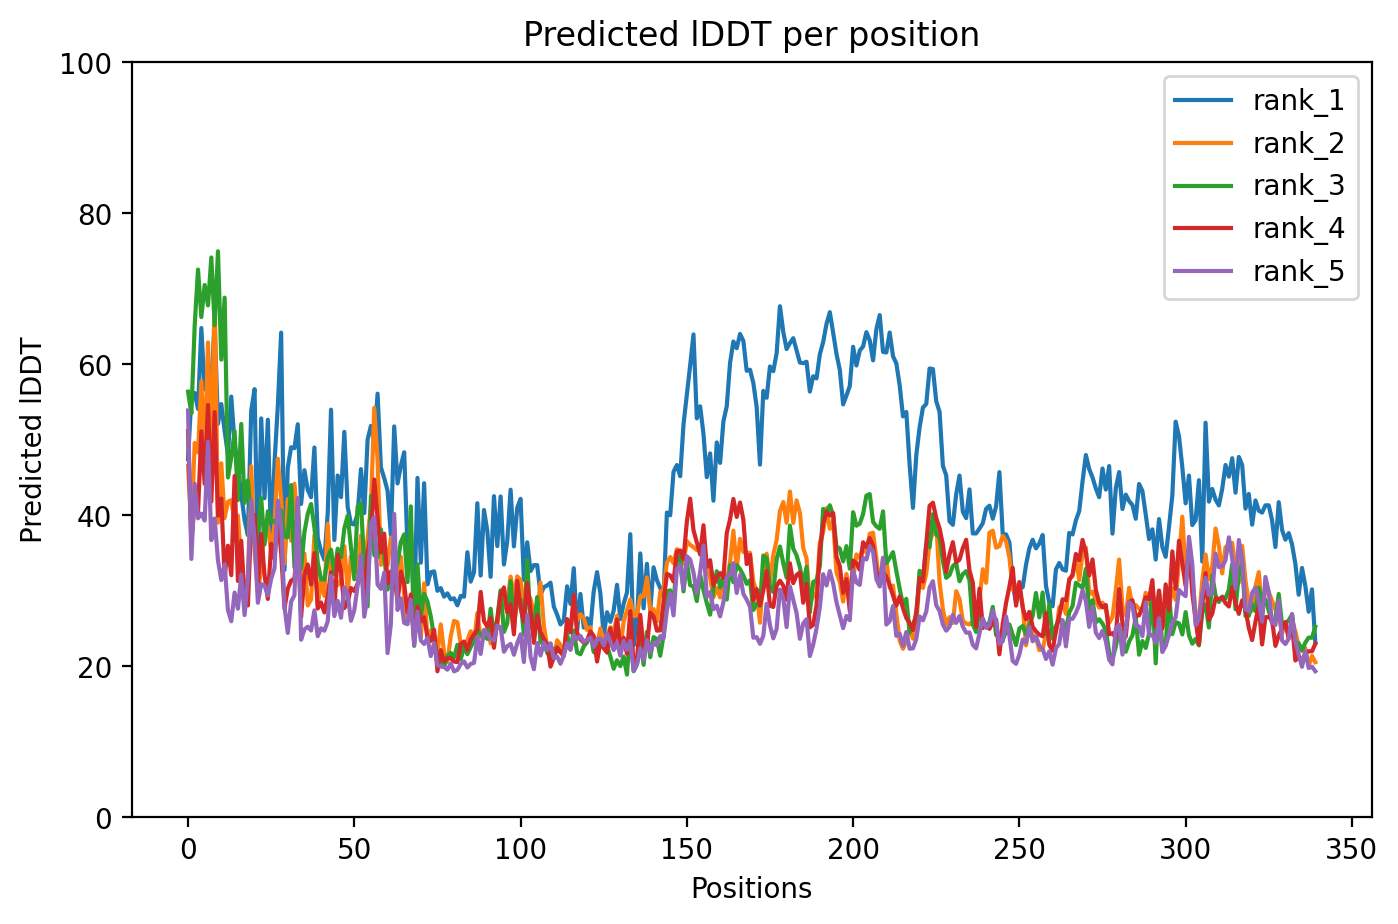 Predicted lDDT per position
100
80
60
40
20
0
Predicted lDDT
0 50 100 150 200 250 300 350
Positions
rank_1
rank_2
rank_3
rank_4
rank_5